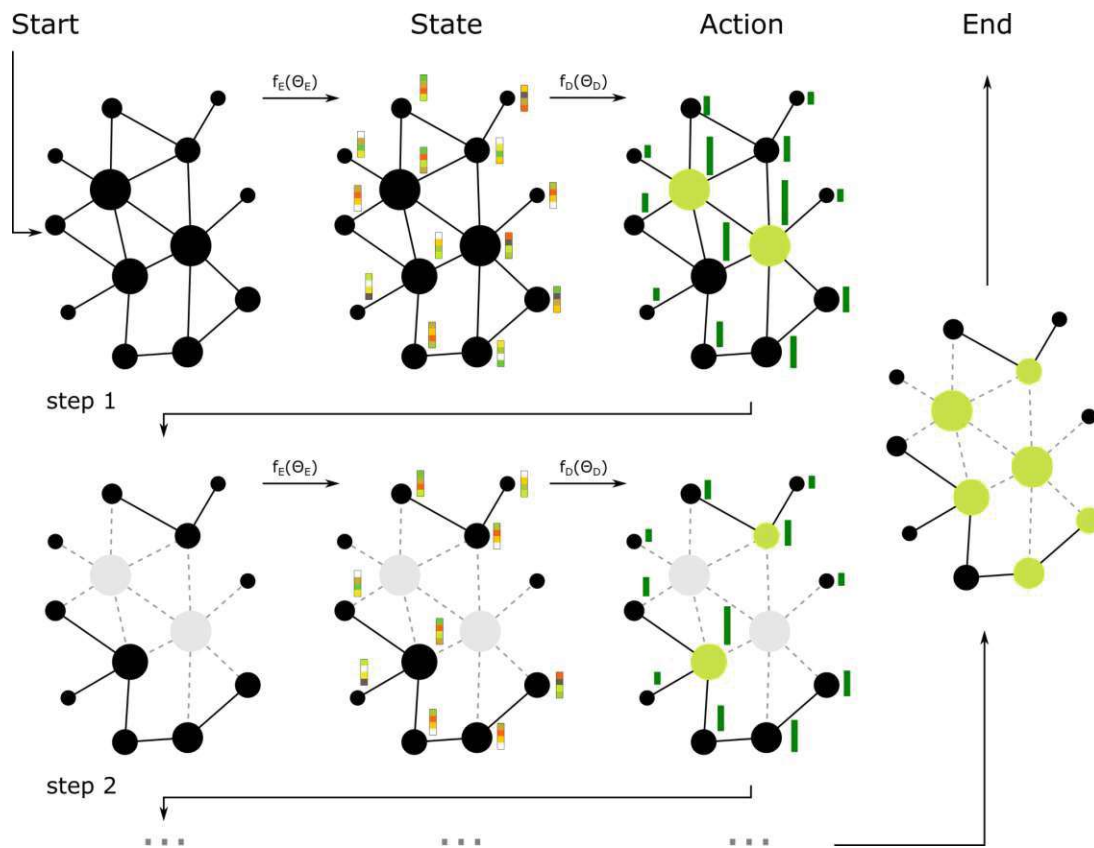 Start
State
Action
End
f_E(Θ_E)
f_D(Θ_D)
step 1
f_E(Θ_E)
f_D(Θ_D)
step 2
... ... ...